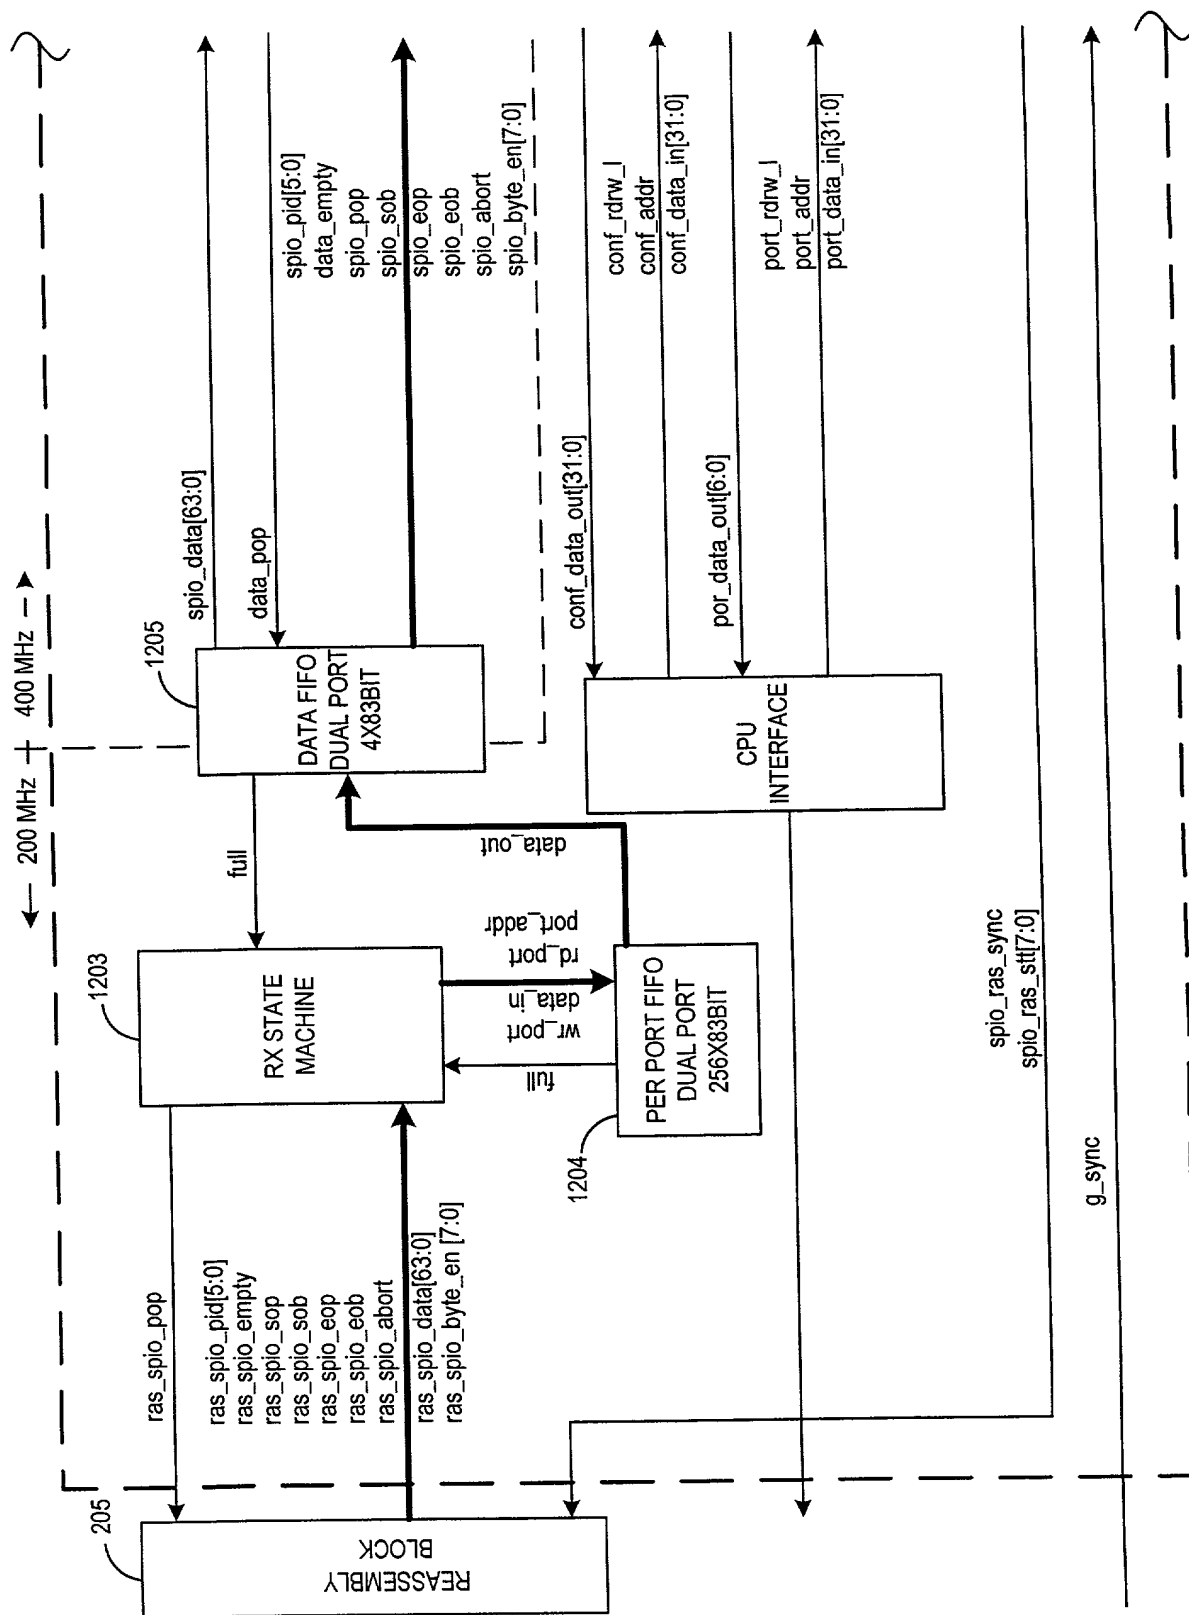 ← 200 MHz
400 MHz →
205
REASSEMBLY
BLOCK
ras_spio_pop
ras_spio_pid[5:0]
ras_spio_empty
ras_spio_sop
ras_spio_sob
ras_spio_eop
ras_spio_eob
ras_spio_abort
ras_spio_data[63:0]
ras_spio_byte_en [7:0]
1203
RX STATE
MACHINE
full
1204
PER PORT FIFO
DUAL PORT
256X83BIT
full
wr_port
data_in
rd_port
port_addr
data_out
1205
DATA FIFO
DUAL PORT
4X83BIT
spio_data[63:0]
data_pop
spio_pid[5:0]
data_empty
spio_pop
spio_sob
spio_eop
spio_eob
spio_abort
spio_byte_en[7:0]
CPU
INTERFACE
conf_data_out[31:0]
conf_rdrw_l
conf_addr
conf_data_in[31:0]
por_data_out[6:0]
port_rdrw_l
port_addr
port_data_in[31:0]
spio_ras_sync
spio_ras_stt[7:0]
g_sync